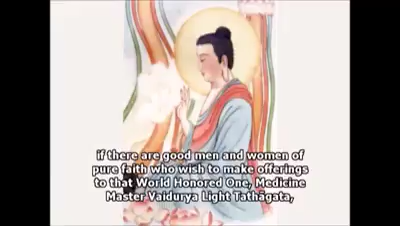 if there are good men and women of
pure faith who wish to make offerings
to that World Honored One, Medicine
Master Vaidurya Light Tathāgata,